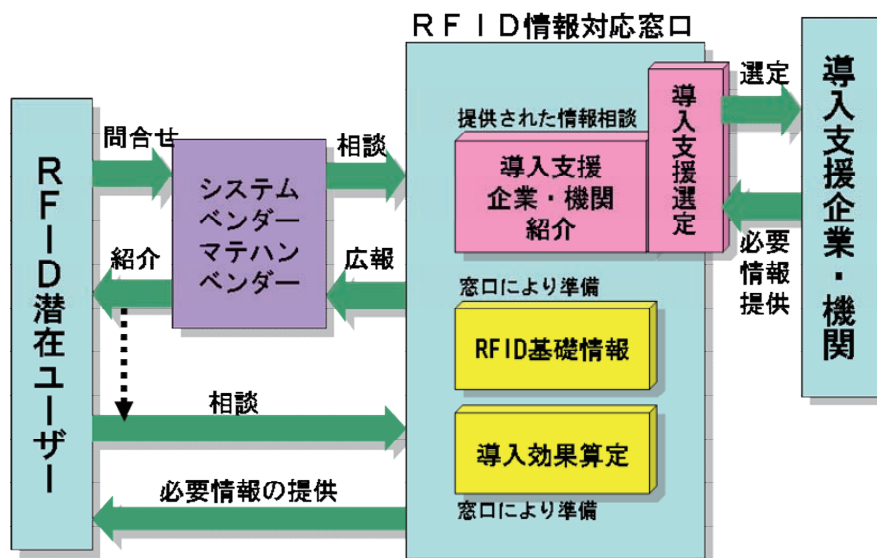 RFID情報対応窓口
RFID潜在ユーザー
問合せ
紹介
システム
ベンダー
マテハン
ベンダー
相談
広報
相談
必要情報の提供
提供された情報相談
導入支援
企業・機関
紹介
導入支援選定
窓口により準備
RFID基礎情報
導入効果算定
窓口により準備
選定
必要
情報
提供
導入支援企業・機関